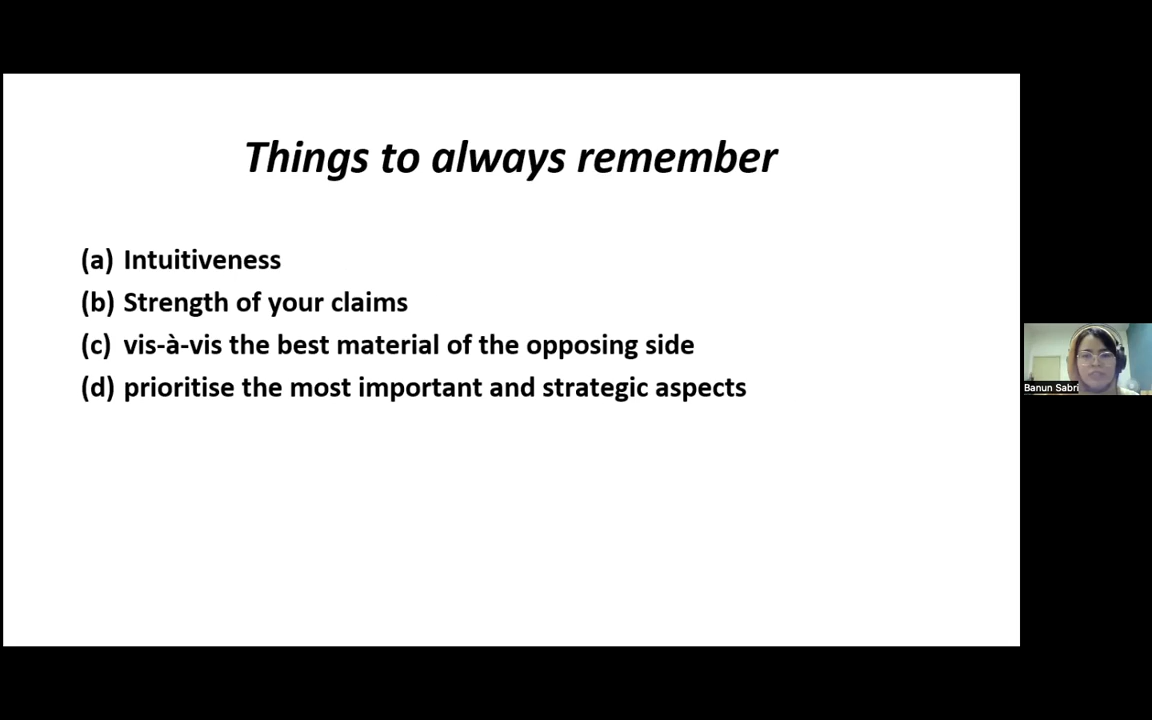 Things to always remember
(a) Intuitiveness
(b) Strength of your claims
(c) vis-à-vis the best material of the opposing side
(d) prioritise the most important and strategic aspects
Banun Sabri